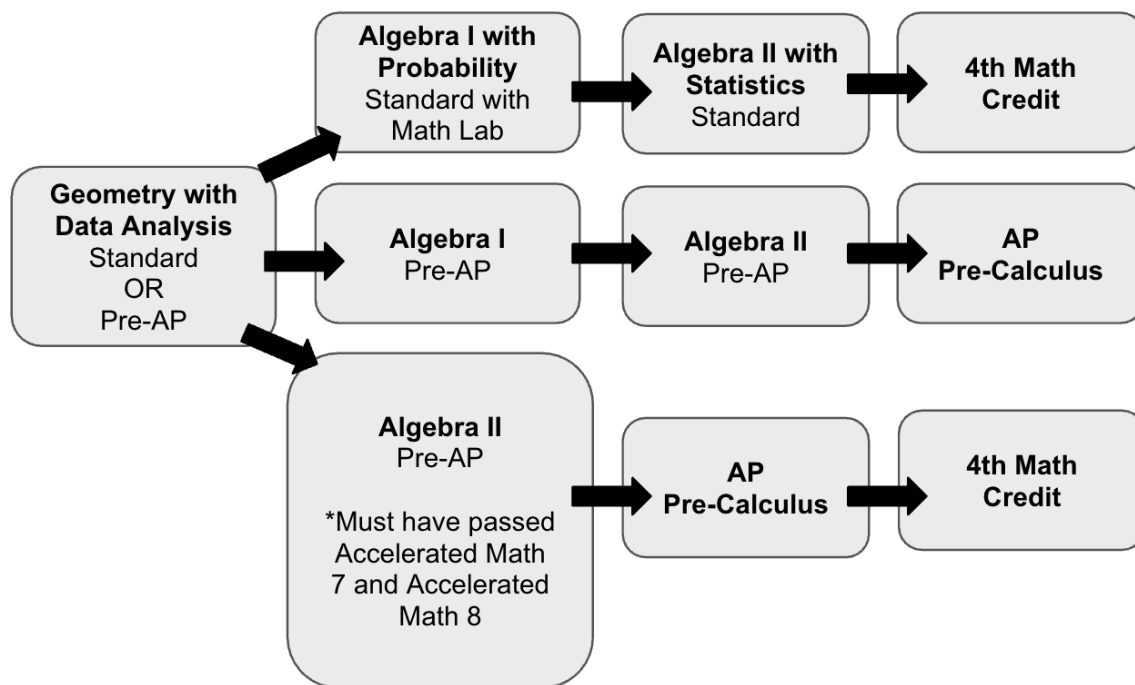 Geometry with
Data Analysis
Standard
OR
Pre-AP
Algebra I with
Probability
Standard with
Math Lab
Algebra II with
Statistics
Standard
4th Math
Credit
Algebra I
Pre-AP
Algebra II
Pre-AP
AP
Pre-Calculus
Algebra II
Pre-AP
*Must have passed
Accelerated Math
7 and Accelerated
Math 8
AP
Pre-Calculus
4th Math
Credit